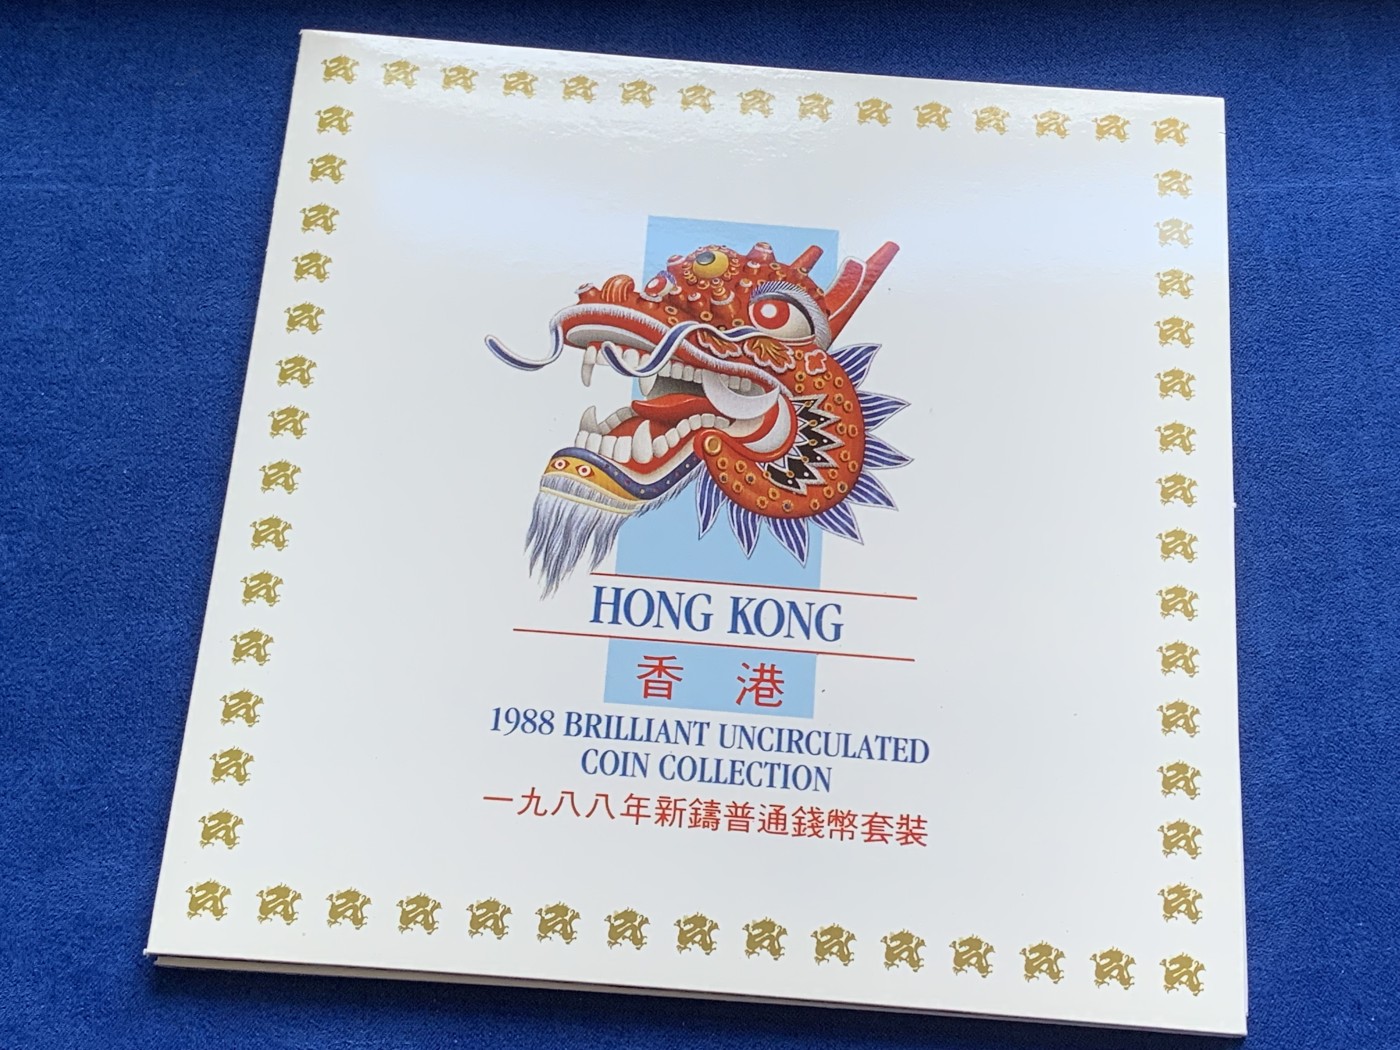 HONG KONG
香 港
1988 BRILLIANT UNCIRCULATED
COIN COLLECTION
一九八八年新鑄普通錢幣套裝